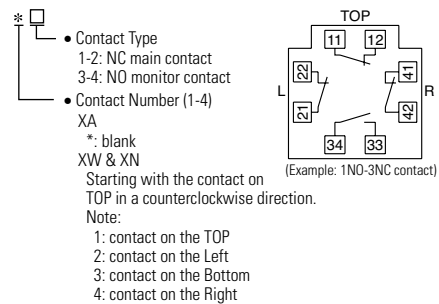 * □
• Contact Type
1-2: NC main contact
3-4: NO monitor contact
• Contact Number (1-4)
XA
*: blank
XW & XN
Starting with the contact on
TOP in a counterclockwise direction.
Note:
1: contact on the TOP
2: contact on the Left
3: contact on the Bottom
4: contact on the Right
TOP
11 12
22 41
L R
21 42
34 33
(Example: 1NO-3NC contact)